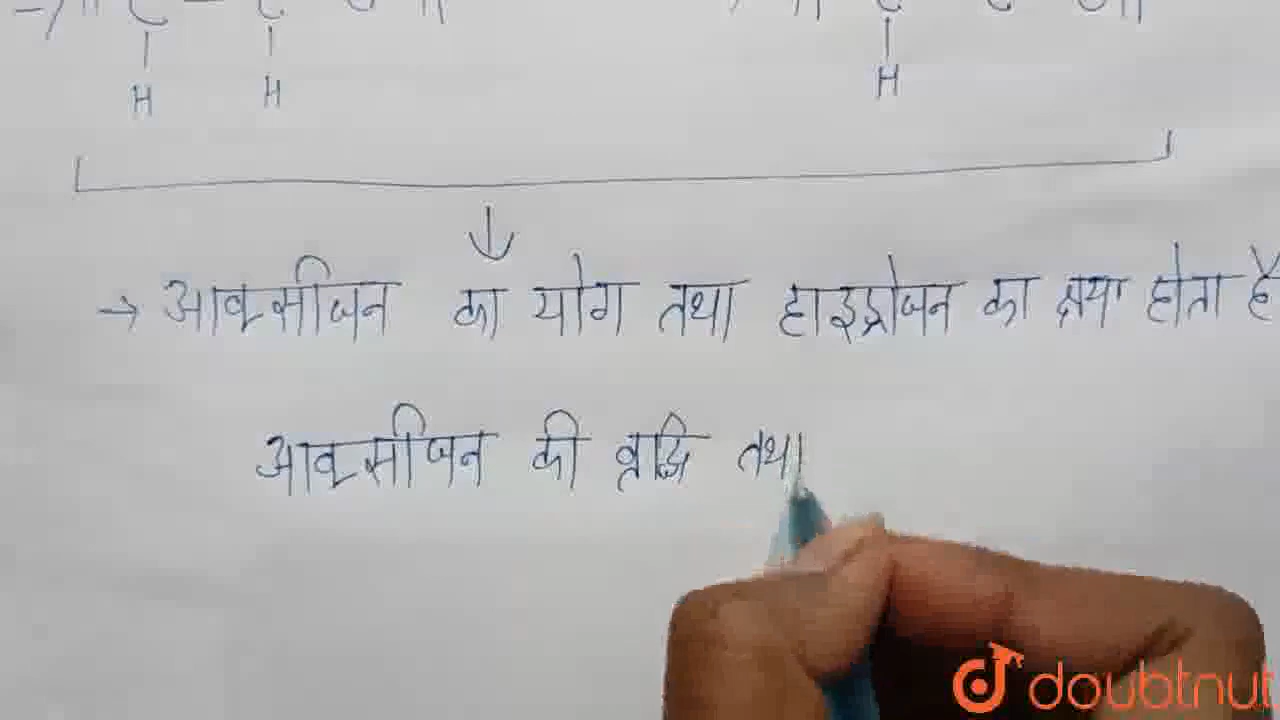 H H H
→ आक्सीजन का योग तथा हाइड्रोजन का क्षया होता है
आक्सीजन की वृद्धि तथा
doubtnut